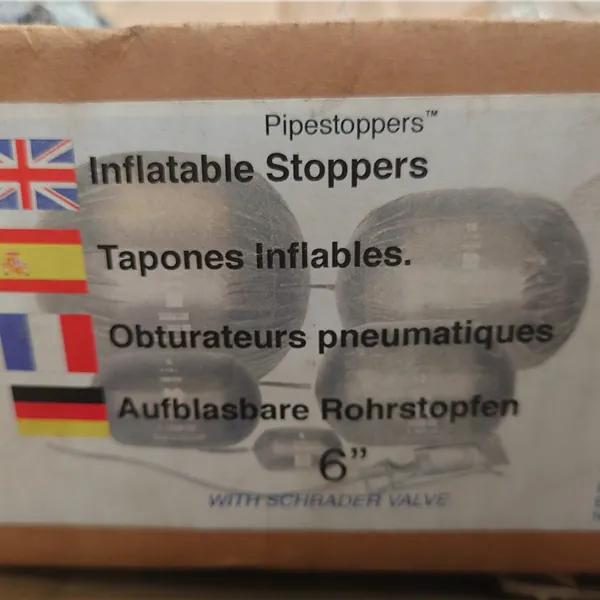 Pipestoppers™
Inflatable Stoppers
Tapones Inflables.
Obturateurs pneumatiques
Aufblasbare Rohrstopfen
6”
WITH SCHRADER VALVE